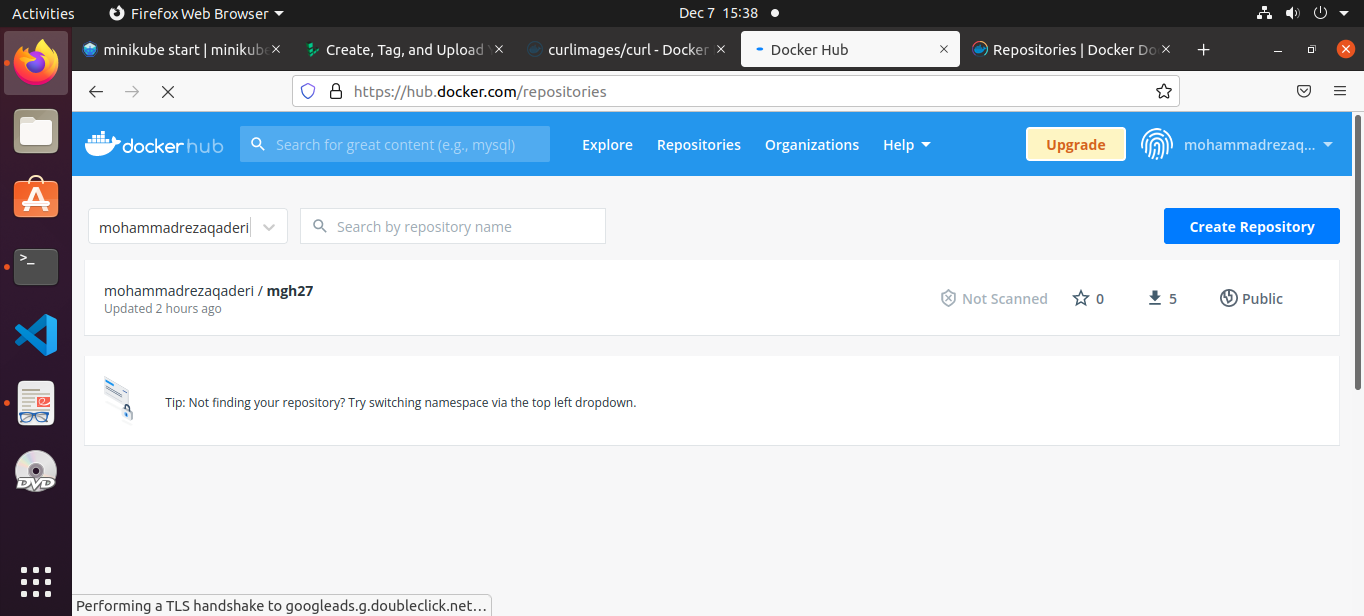 Activities
Firefox Web Browser
Dec 7 15:38
minikube start | minikube
Create, Tag, and Upload Y
curlimages/curl - Docker
Docker Hub
Repositories | Docker Do
https://hub.docker.com/repositories
docker hub
Search for great content (e.g., mysql)
Explore
Repositories
Organizations
Help
Upgrade
mohammadrezaq...
mohammadrezaqaderi
Search by repository name
Create Repository
mohammadrezaqaderi / mgh27
Updated 2 hours ago
Not Scanned
0
5
Public
Tip: Not finding your repository? Try switching namespace via the top left dropdown.
>_
DVD
Performing a TLS handshake to googleads.g.doubleclick.net…